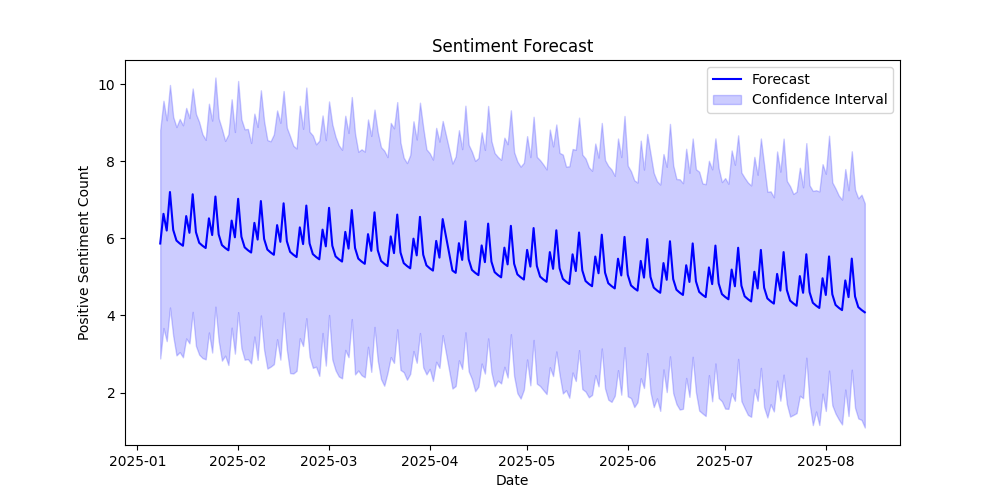 Sentiment Forecast
Forecast
Confidence Interval
Positive Sentiment Count
10
8
6
4
2
2025-01 2025-02 2025-03 2025-04 2025-05 2025-06 2025-07 2025-08
Date